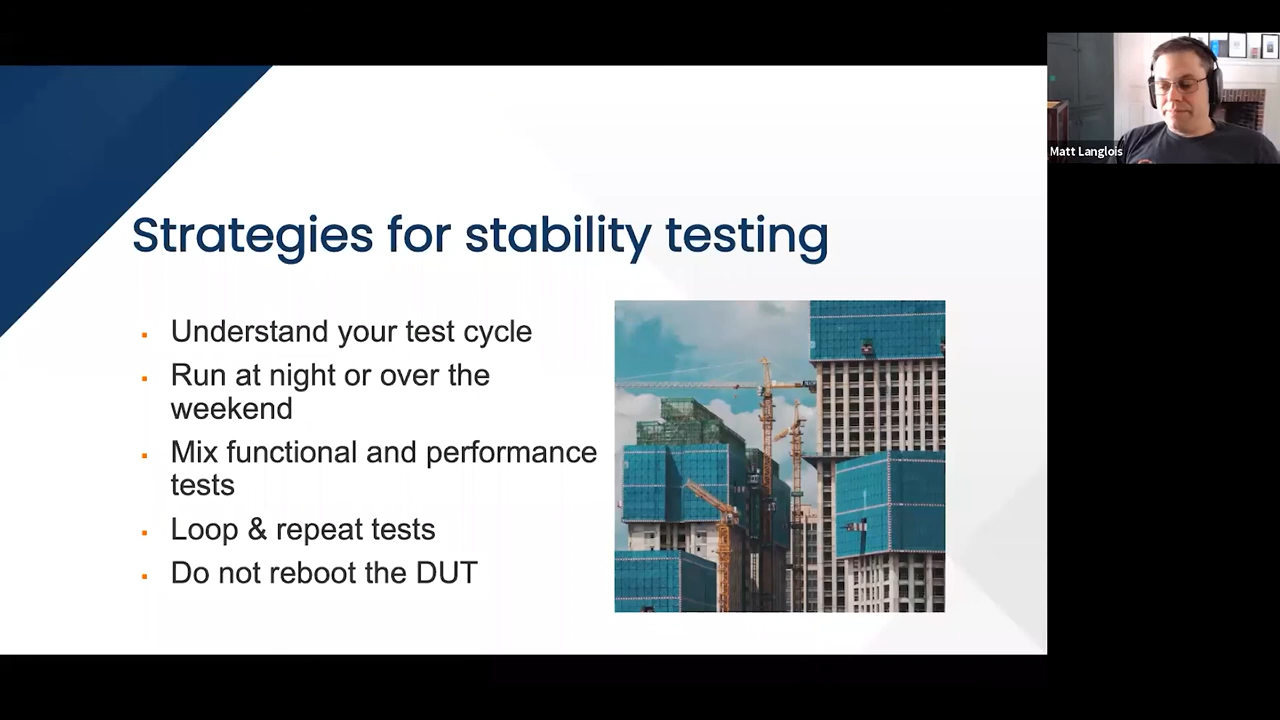 Strategies for stability testing
Understand your test cycle
Run at night or over the
weekend
Mix functional and performance
tests
Loop & repeat tests
Do not reboot the DUT
Matt Langlois